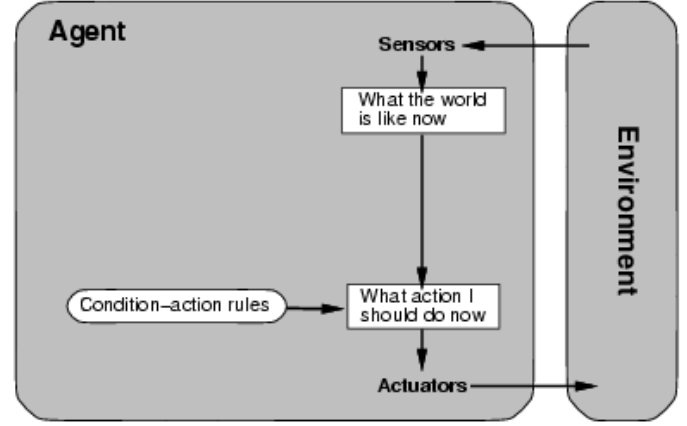 Agent
Sensors
What the world
is like now
Environment
Condition–action rules
What action I
should do now
Actuators